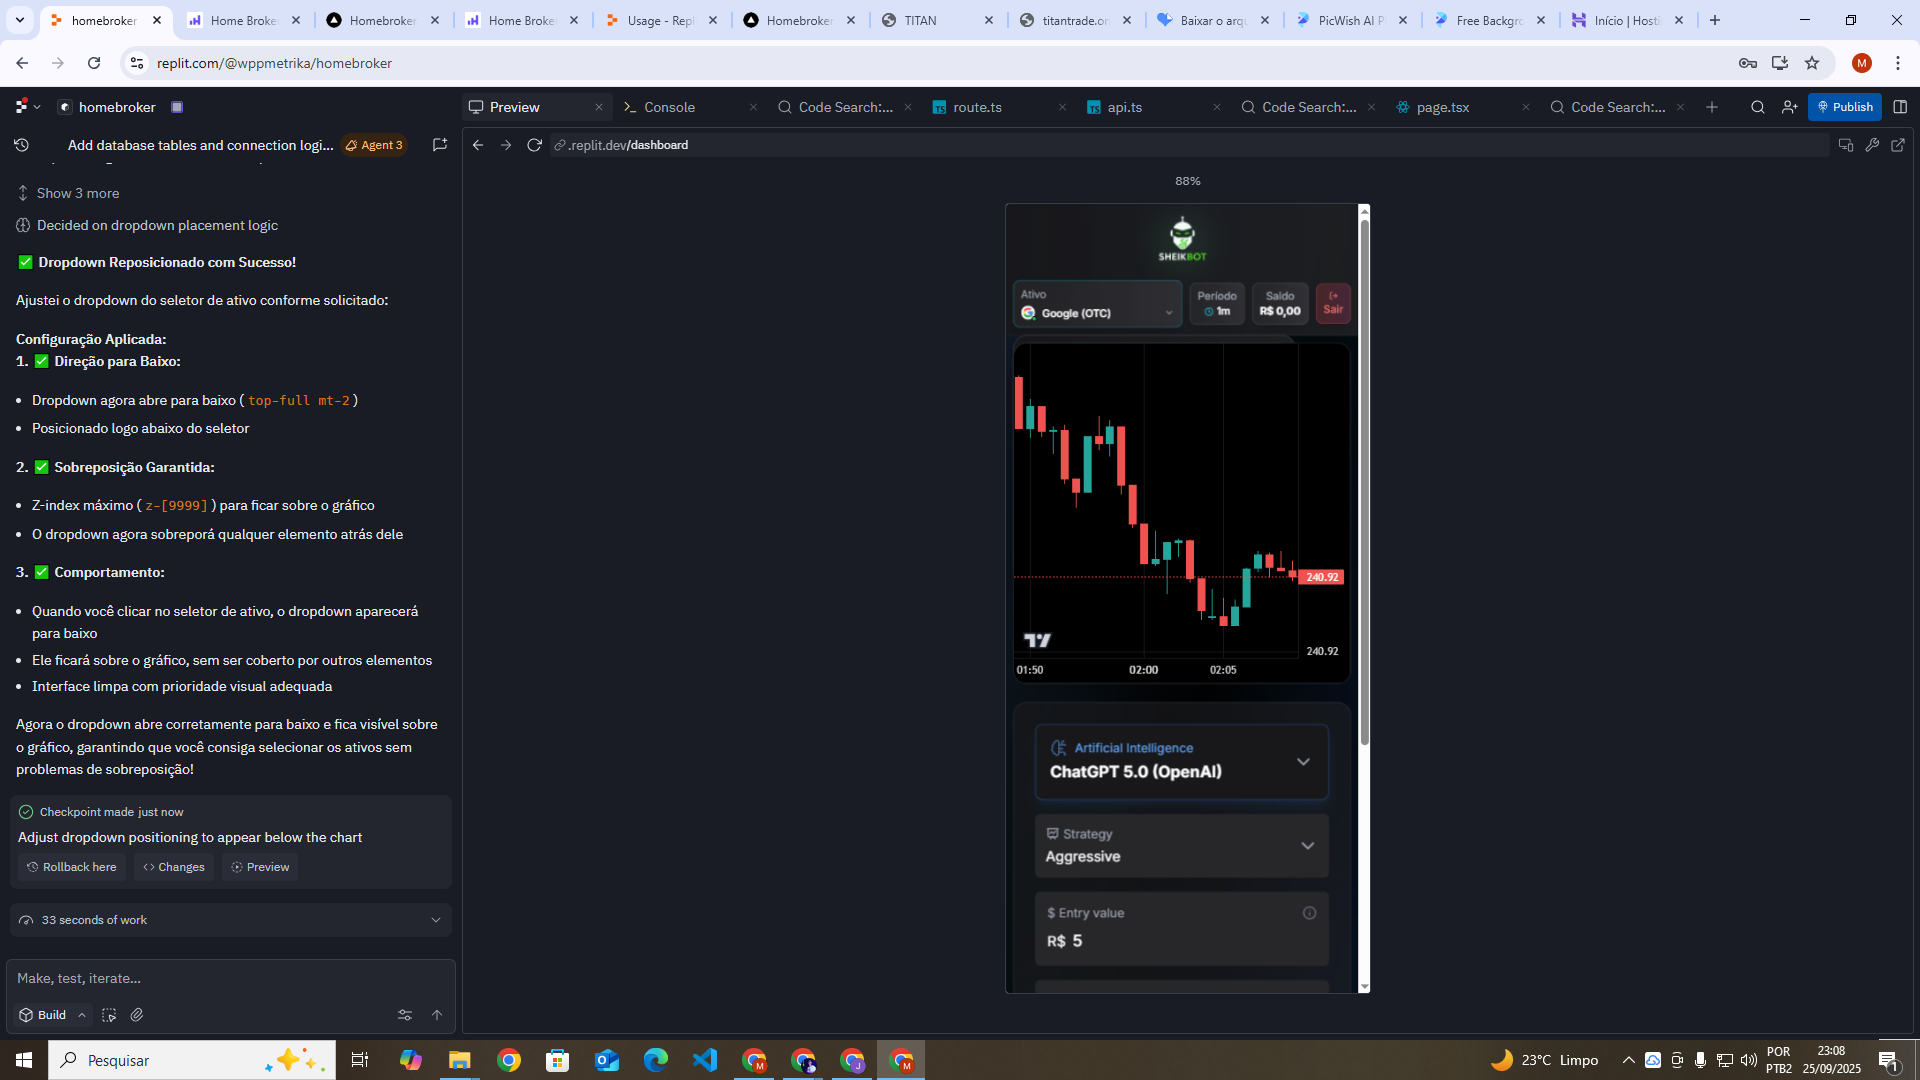 homebroker
Home Broke
Homebroker
Home Broke
Usage - Repl
Homebroker
TITAN
titantrade.on
Baixar o arqu
PicWish AI P
Free Backgro
Início | Hosti
replit.com/@wppmetrika/homebroker
M
homebroker
Preview
Console
Code Search:...
route.ts
api.ts
Code Search:...
page.tsx
Code Search:...
Publish
Add database tables and connection logi...
Agent 3
.replit.dev/dashboard
Show 3 more
88%
Decided on dropdown placement logic
✅ Dropdown Reposicionado com Sucesso!
Ajustei o dropdown do seletor de ativo conforme solicitado:
Configuração Aplicada:
1. ✅ Direção para Baixo:
• Dropdown agora abre para baixo ( top-full mt-2 )
• Posicionado logo abaixo do seletor
2. ✅ Sobreposição Garantida:
• Z-index máximo ( z-[9999] ) para ficar sobre o gráfico
• O dropdown agora sobreporá qualquer elemento atrás dele
3. ✅ Comportamento:
• Quando você clicar no seletor de ativo, o dropdown aparecerá
para baixo
• Ele ficará sobre o gráfico, sem ser coberto por outros elementos
• Interface limpa com prioridade visual adequada
Agora o dropdown abre corretamente para baixo e fica visível sobre
o gráfico, garantindo que você consiga selecionar os ativos sem
problemas de sobreposição!
Checkpoint made just now
Adjust dropdown positioning to appear below the chart
Rollback here
Changes
Preview
33 seconds of work
Make, test, iterate...
Build
SHEIKBOT
Ativo
Google (OTC)
Período
1m
Saldo
R$ 0,00
Sair
240.92
240.92
01:50
02:00
02:05
Artificial Intelligence
ChatGPT 5.0 (OpenAI)
Strategy
Aggressive
$ Entry value
R$ 5
Pesquisar
23°C Limpo
POR
PTB2
23:08
25/09/2025
1